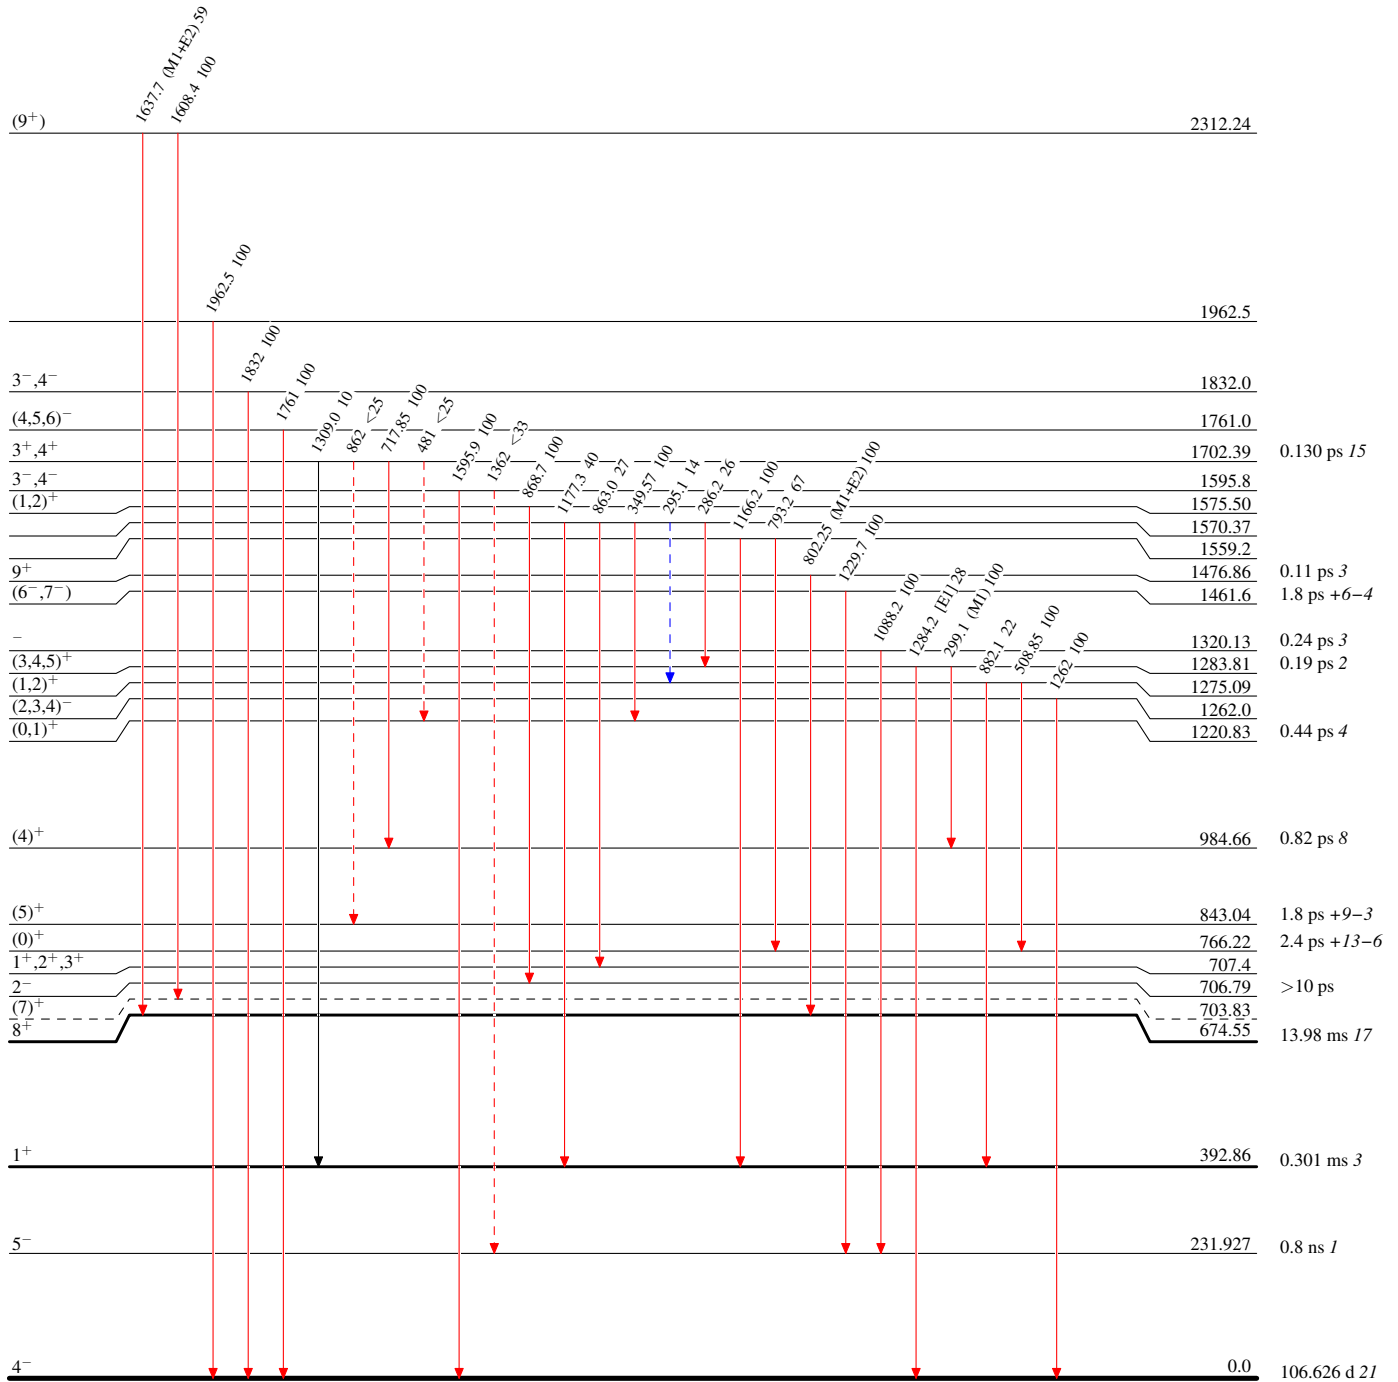 1637.7 (M1+E2) 59
1608.4 100
(9⁺) 2312.24
1962.5 100
1962.5
1832 100
3⁻,4⁻ 1832.0
1761 100
(4,5,6)⁻ 1761.0
1309.0 10
862 <25
717.85 100
481 <25
3⁺,4⁺ 1702.39 0.130 ps 15
1595.9 100
1362 <33
3⁻,4⁻ 1595.8
868.7 100
(1,2)⁺ 1575.50
1177.3 40
863.0 27
349.57 100
295.1 14
286.2 26
1570.37
1166.2 100
793.2 67
1559.2
802.25 (M1+E2) 100
9⁺ 1476.86 0.11 ps 3
1229.7 100
(6⁻,7⁻) 1461.6 1.8 ps +6−4
1088.2 100
− 1320.13 0.24 ps 3
1284.2 [E1] 28
299.1 (M1) 100
(3,4,5)⁺ 1283.81 0.19 ps 2
882.1 22
508.85 100
(1,2)⁺ 1275.09
1262 100
(2,3,4)⁻ 1262.0
(0,1)⁺ 1220.83 0.44 ps 4
(4)⁺ 984.66 0.82 ps 8
(5)⁺ 843.04 1.8 ps +9−3
(0)⁺ 766.22 2.4 ps +13−6
1⁺,2⁺,3⁺ 707.4
2⁻ 706.79 >10 ps
(7)⁺ 703.83
8⁺ 674.55 13.98 ms 17
1⁺ 392.86 0.301 ms 3
5⁻ 231.927 0.8 ns 1
4⁻ 0.0 106.626 d 21